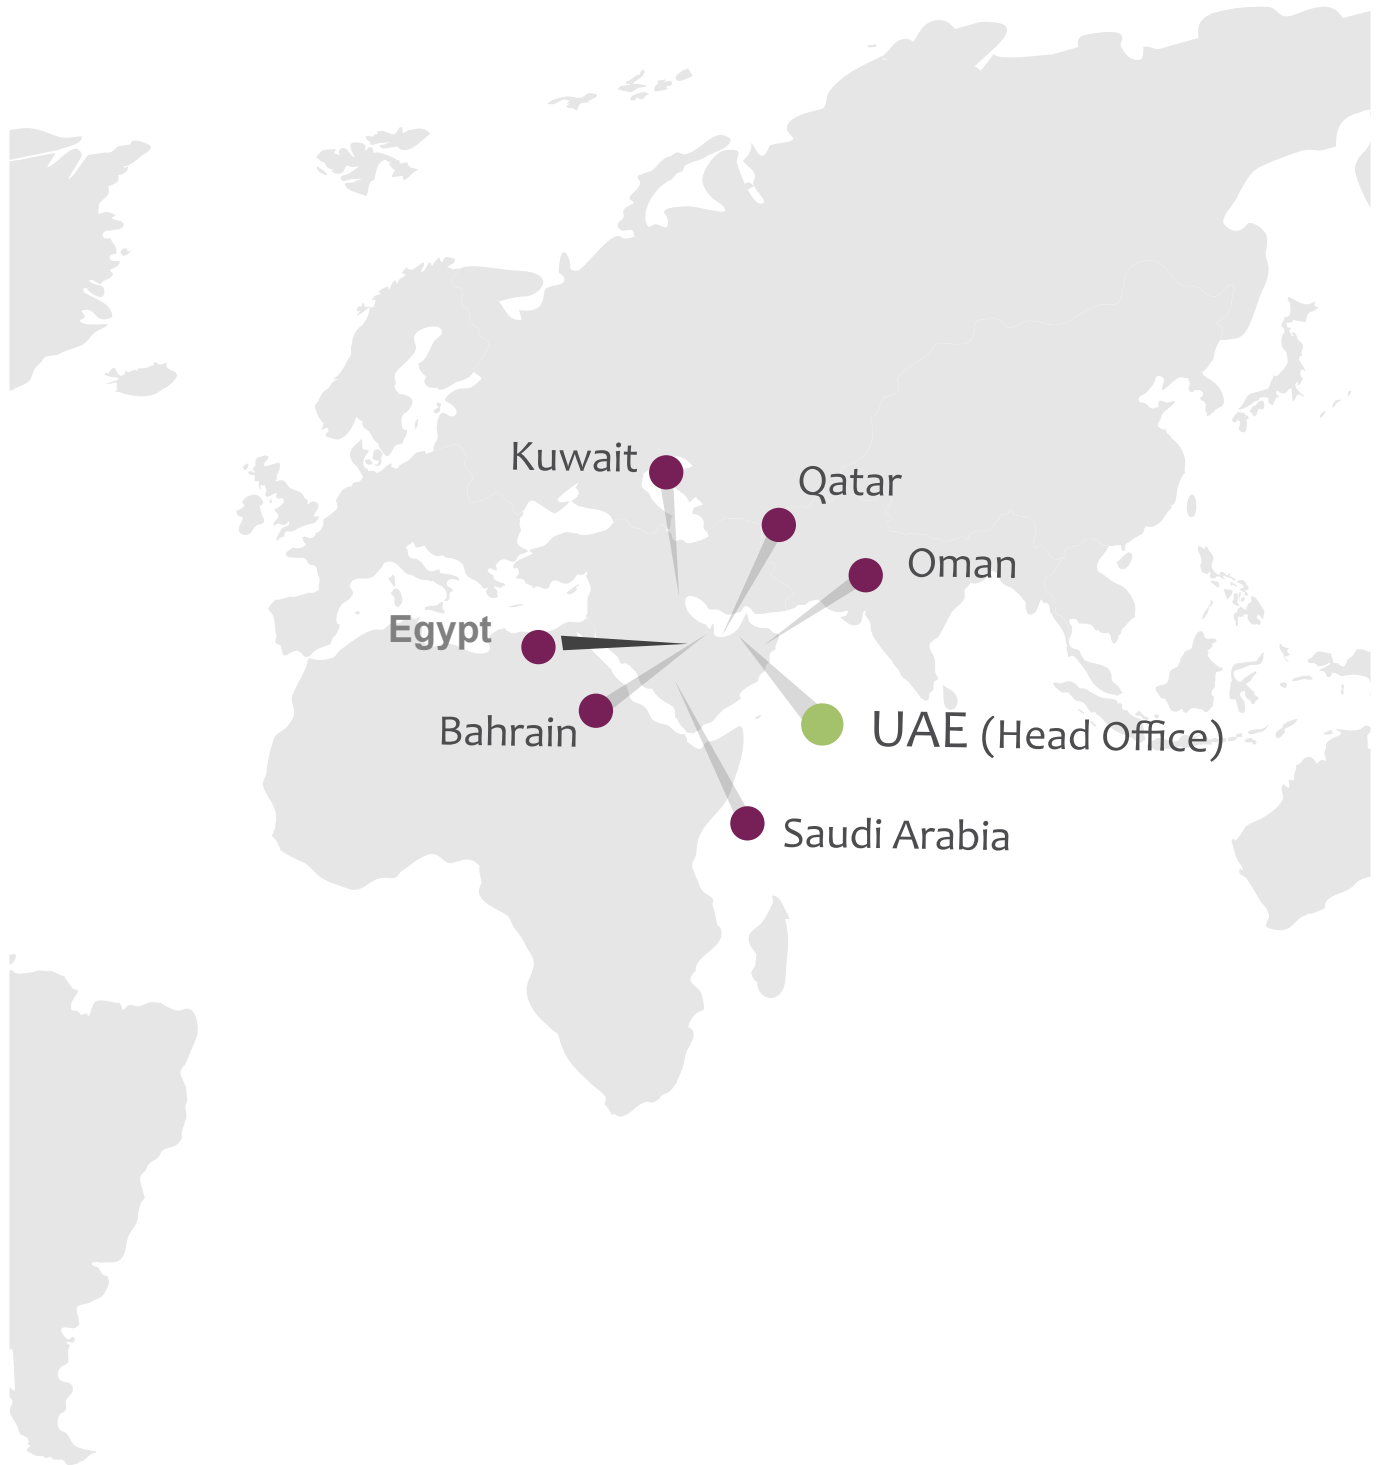 Kuwait
Qatar
Oman
Egypt
Bahrain
UAE (Head Office)
Saudi Arabia